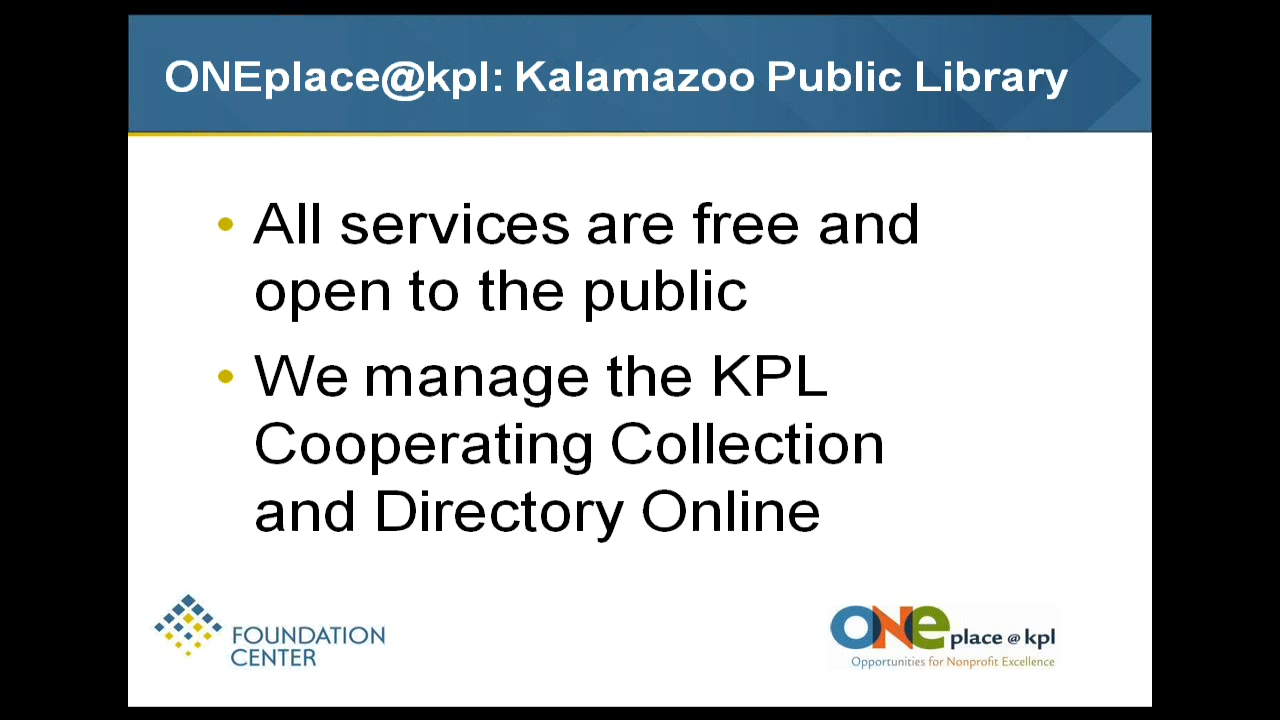 ONEplace@kpl: Kalamazoo Public Library
• All services are free and
open to the public
• We manage the KPL
Cooperating Collection
and Directory Online
FOUNDATION
CENTER
ONE place @ kpl
Opportunities for Nonprofit Excellence